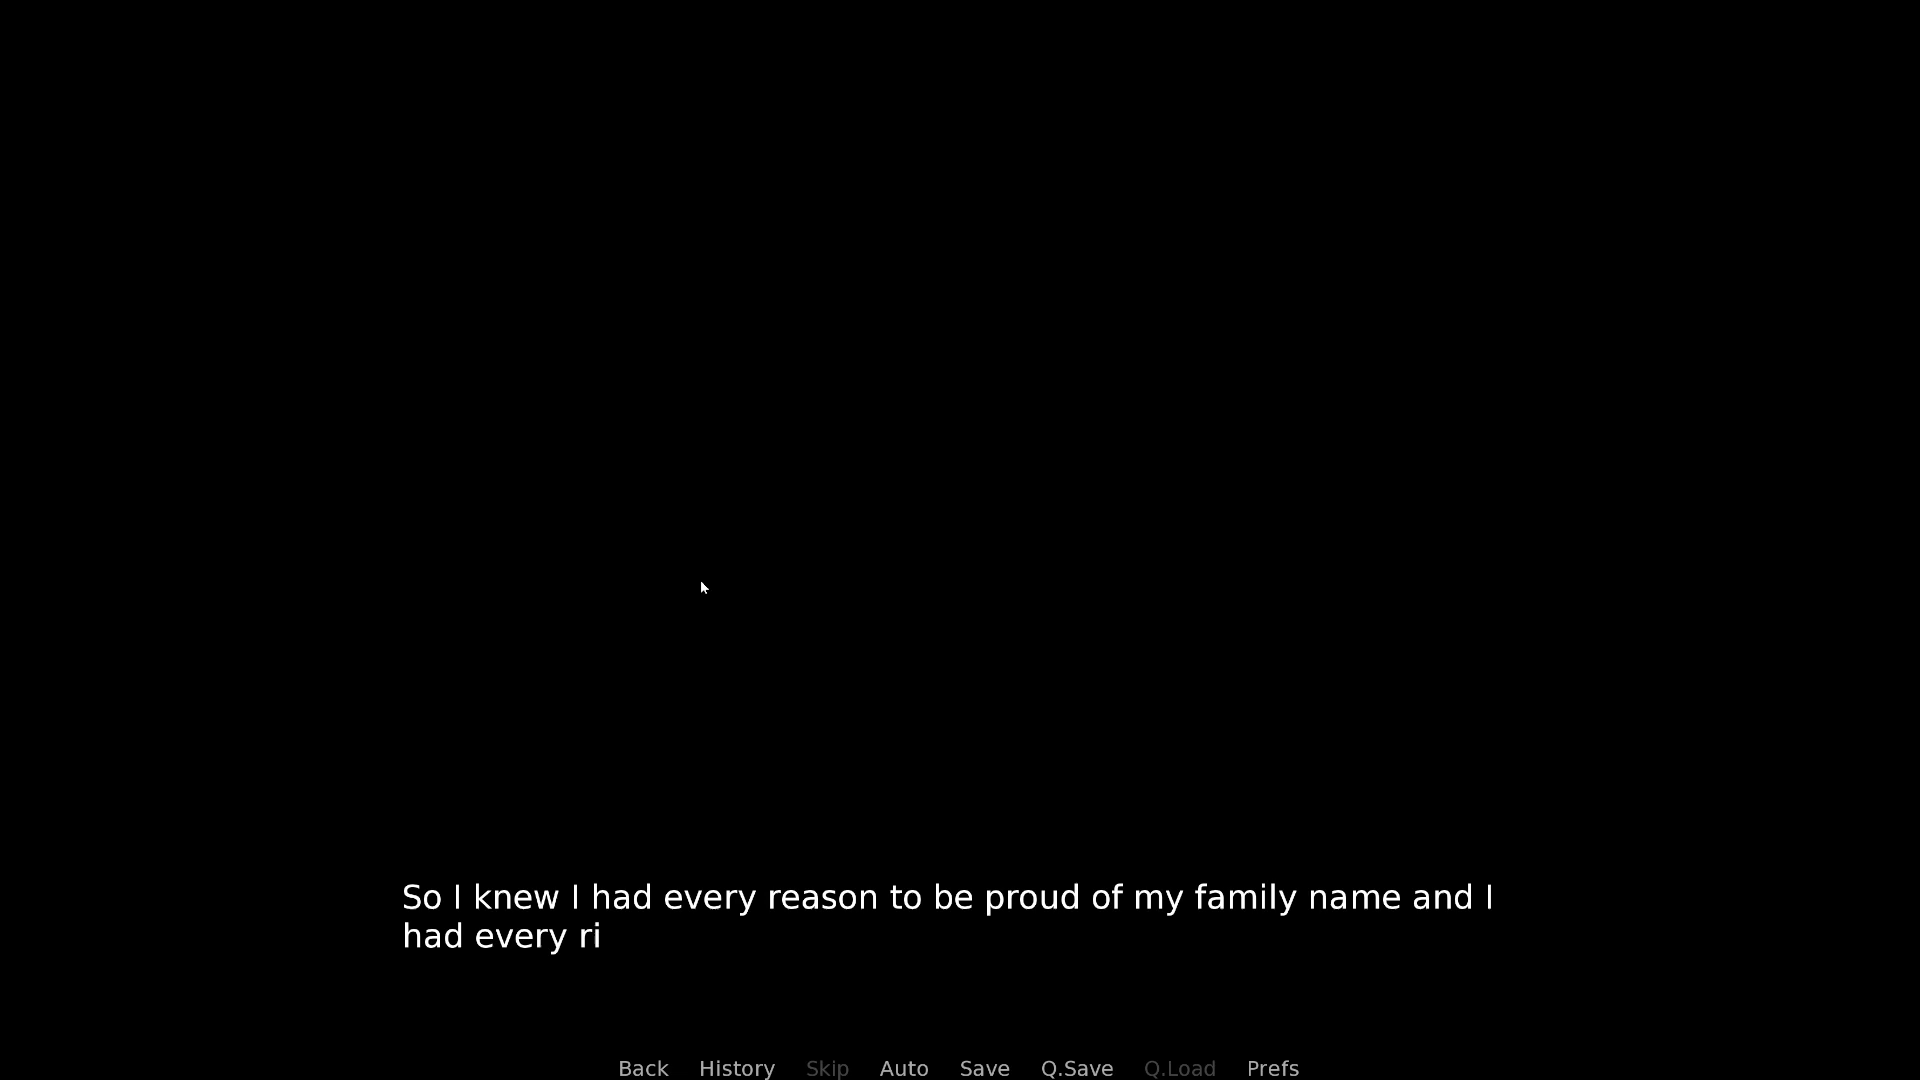 So I knew I had every reason to be proud of my family name and I
had every ri
Back History Skip Auto Save Q.Save Q.Load Prefs